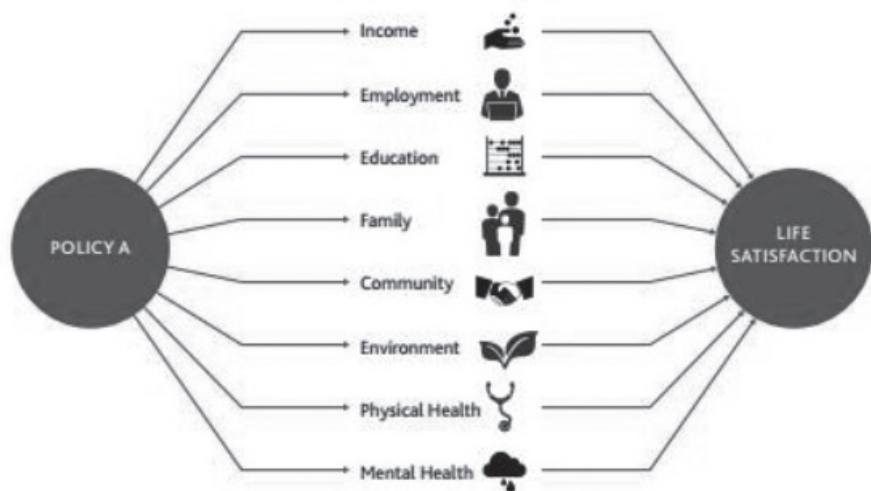 Income
Employment
Education
Family
POLICY A
LIFE
SATISFACTION
Community
Environment
Physical Health
Mental Health